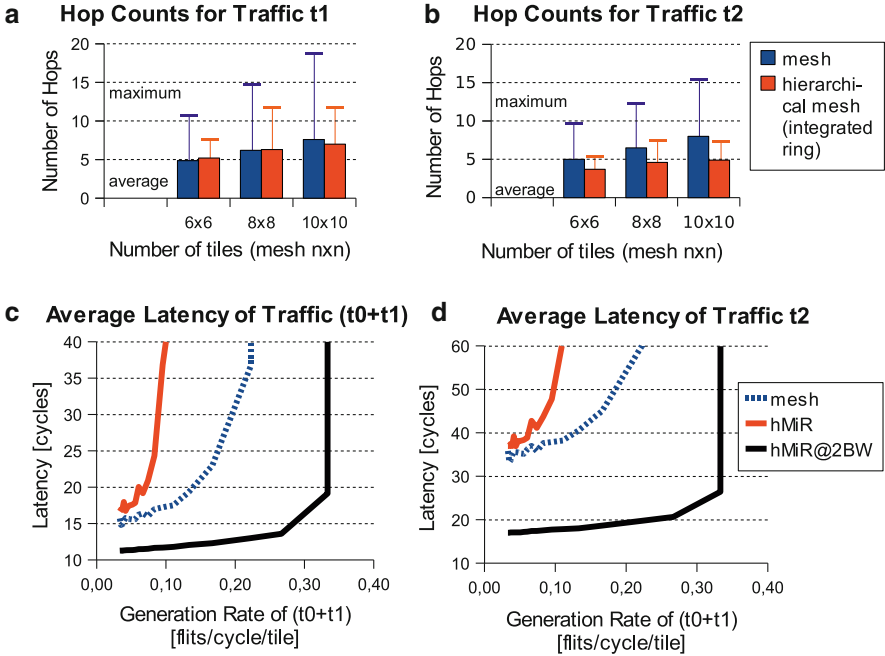 a Hop Counts for Traffic t1
Number of Hops
20
15
10
5
0
maximum
average
6x6 8x8 10x10
Number of tiles (mesh nxn)
b Hop Counts for Traffic t2
Number of Hops
20
15
10
5
0
maximum
average
6x6 8x8 10x10
Number of tiles (mesh nxn)
mesh
hierarchi-
cal mesh
(integrated
ring)
c Average Latency of Traffic (t0+t1)
Latency [cycles]
40
35
30
25
20
15
10
0,00 0,10 0,20 0,30 0,40
Generation Rate of (t0+t1)
[flits/cycle/tile]
d Average Latency of Traffic t2
Latency [cycles]
60
50
40
30
20
10
0,00 0,10 0,20 0,30 0,40
Generation Rate of (t0+t1)
[flits/cycle/tile]
mesh
hMiR
hMiR@2BW